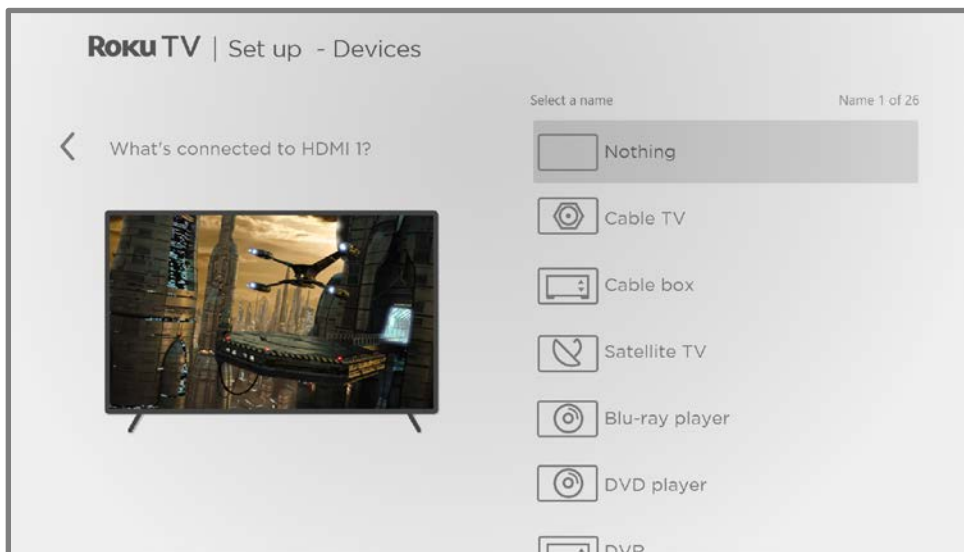 Roku TV | Set up - Devices
Select a name Name 1 of 26
What's connected to HDMI 1?
Nothing
Cable TV
Cable box
Satellite TV
Blu-ray player
DVD player
DVR